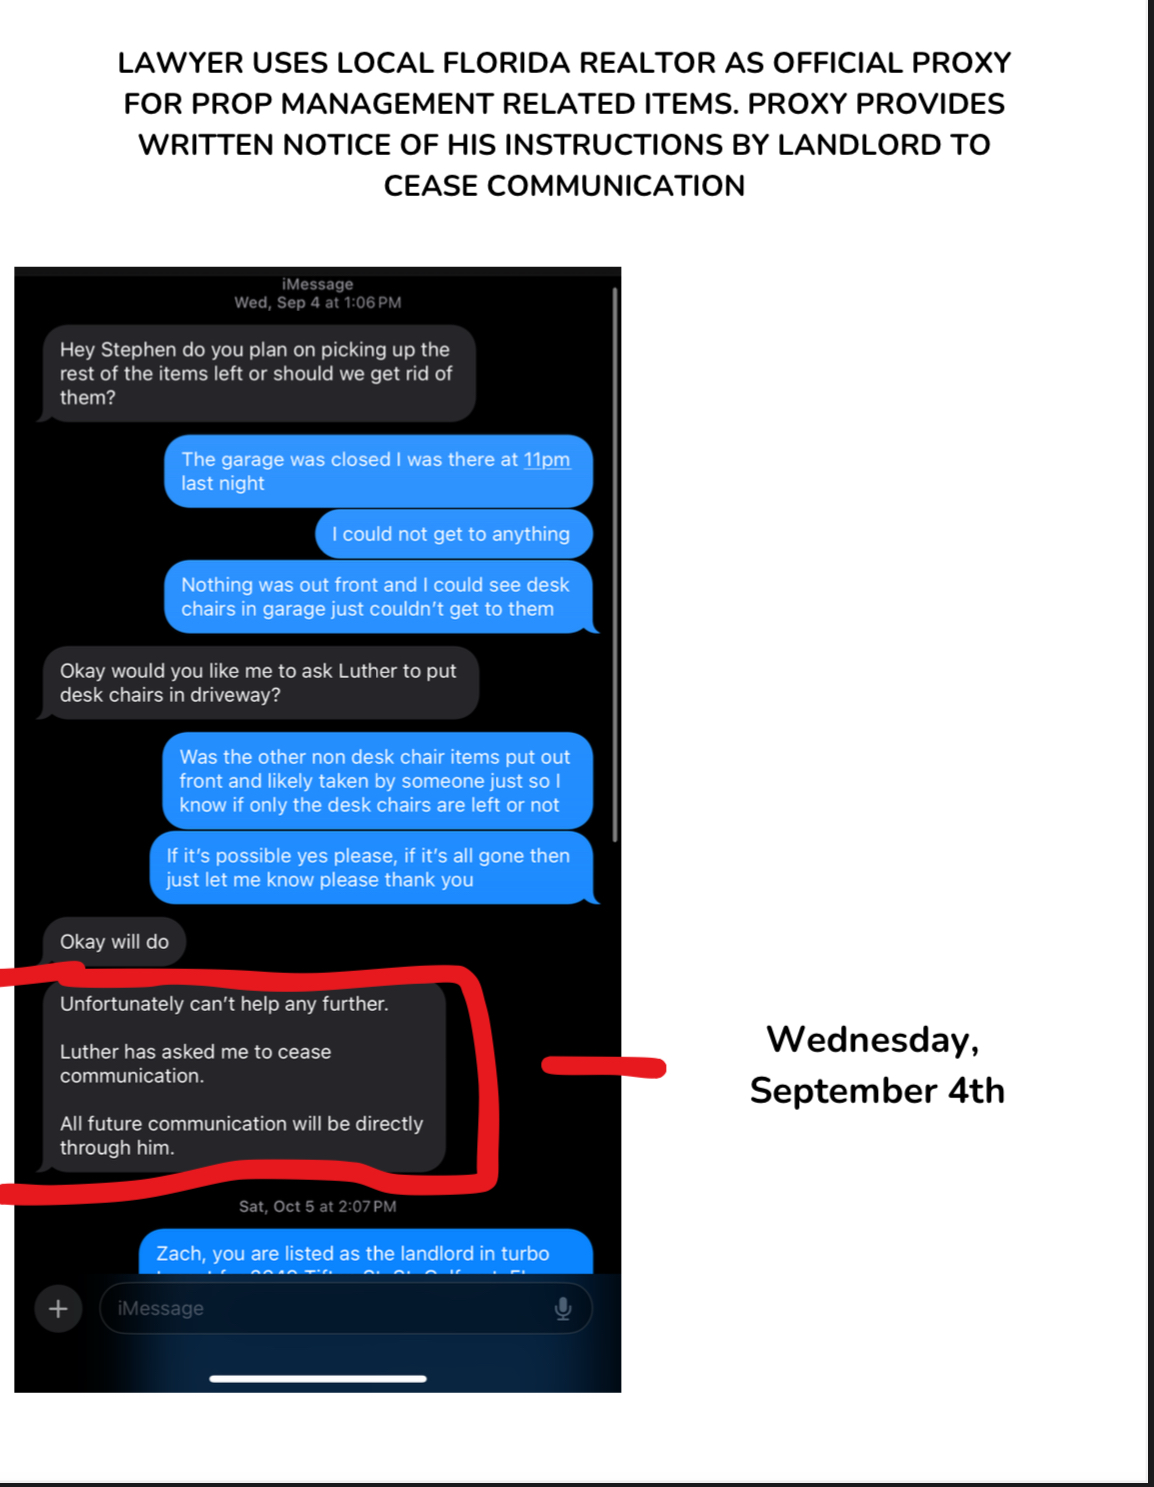 LAWYER USES LOCAL FLORIDA REALTOR AS OFFICIAL PROXY
FOR PROP MANAGEMENT RELATED ITEMS. PROXY PROVIDES
WRITTEN NOTICE OF HIS INSTRUCTIONS BY LANDLORD TO
CEASE COMMUNICATION
iMessage
Wed, Sep 4 at 1:06 PM
Hey Stephen do you plan on picking up the
rest of the items left or should we get rid of
them?
The garage was closed I was there at 11pm
last night
I could not get to anything
Nothing was out front and I could see desk
chairs in garage just couldn't get to them
Okay would you like me to ask Luther to put
desk chairs in driveway?
Was the other non desk chair items put out
front and likely taken by someone just so I
know if only the desk chairs are left or not
If it's possible yes please, if it's all gone then
just let me know please thank you
Okay will do
Unfortunately can't help any further.
Luther has asked me to cease
communication.
All future communication will be directly
through him.
Wednesday,
September 4th
Sat, Oct 5 at 2:07 PM
Zach, you are listed as the landlord in turbo
iMessage